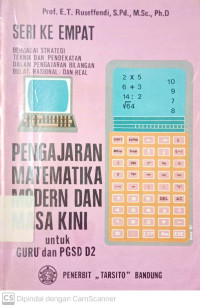 Prof. E.T. Ruseffendi, S.Pd., M.Sc., Ph.D
SERI KE EMPAT
BERBAGAI STRATEGI
TEKNIK DAN PENDEKATAN
DALAM PENGAJARAN BILANGAN
BULAT, RASIONAL, DAN REAL
2 x 5
6 + 3
14 : 2
√64
10
9
7
8
PENGAJARAN
MATEMATIKA
MODERN DAN
MASA KINI
untuk
GURU dan PGSD D2
PENERBIT „TARSITO” BANDUNG
CS Dipindai dengan CamScanner